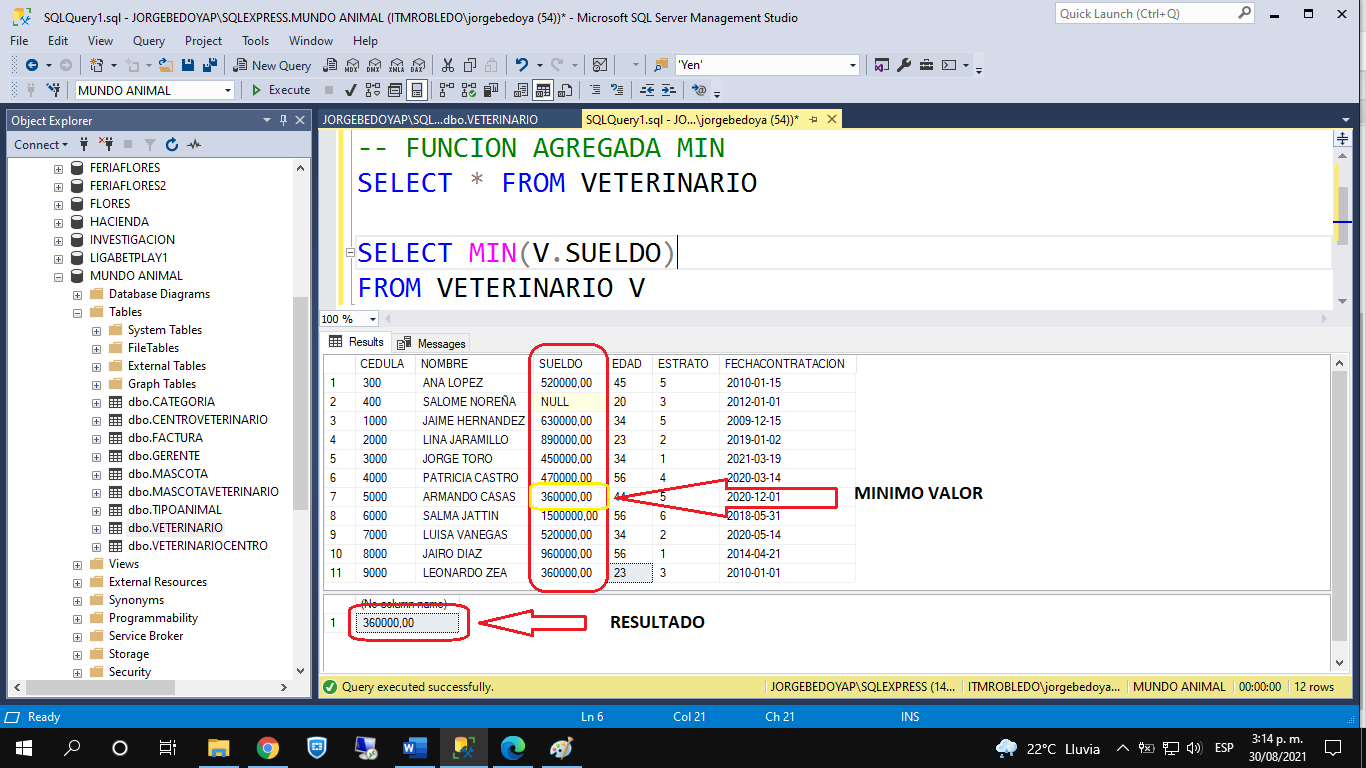 SQLQuery1.sql - JORGEBEDOYAP\SQLEXPRESS.MUNDO ANIMAL (ITMROBLEDO\jorgebedoya (54))* - Microsoft SQL Server Management Studio
Quick Launch (Ctrl+Q)
File Edit View Query Project Tools Window Help
New Query MDX DMX XMLA DAX 'Yen'
MUNDO ANIMAL Execute
Object Explorer
Connect
FERIAFLORES
FERIAFLORES2
FLORES
HACIENDA
INVESTIGACION
LIGABETPLAY1
MUNDO ANIMAL
Database Diagrams
Tables
System Tables
FileTables
External Tables
Graph Tables
dbo.CATEGORIA
dbo.CENTROVETERINARIO
dbo.FACTURA
dbo.GERENTE
dbo.MASCOTA
dbo.MASCOTAVETERINARIO
dbo.TIPOANIMAL
dbo.VETERINARIO
dbo.VETERINARIOCENTRO
Views
External Resources
Synonyms
Programmability
Service Broker
Storage
Security
JORGEBEDOYAP\SQL...dbo.VETERINARIO SQLQuery1.sql - JO...\jorgebedoya (54))*
-- FUNCION AGREGADA MIN
SELECT * FROM VETERINARIO
SELECT MIN(V.SUELDO)
FROM VETERINARIO V
100 %
Results Messages
CEDULA NOMBRE SUELDO EDAD ESTRATO FECHACONTRATACION
1 300 ANA LOPEZ 520000,00 45 5 2010-01-15
2 400 SALOME NOREÑA NULL 20 3 2012-01-01
3 1000 JAIME HERNANDEZ 630000,00 34 5 2009-12-15
4 2000 LINA JARAMILLO 890000,00 23 2 2019-01-02
5 3000 JORGE TORO 450000,00 34 1 2021-03-19
6 4000 PATRICIA CASTRO 470000,00 56 4 2020-03-14
7 5000 ARMANDO CASAS 360000,00 44 5 2020-12-01
8 6000 SALMA JATTIN 1500000,00 56 6 2018-05-31
9 7000 LUISA VANEGAS 520000,00 34 2 2020-05-14
10 8000 JAIRO DIAZ 960000,00 56 1 2014-04-21
11 9000 LEONARDO ZEA 360000,00 23 3 2010-01-01
MINIMO VALOR
(No column name)
1 360000,00
RESULTADO
Query executed successfully. JORGEBEDOYAP\SQLEXPRESS (14... ITMROBLEDO\jorgebedoya... MUNDO ANIMAL 00:00:00 12 rows
Ready Ln 6 Col 21 Ch 21 INS
22°C Lluvia ESP 3:14 p. m.
30/08/2021